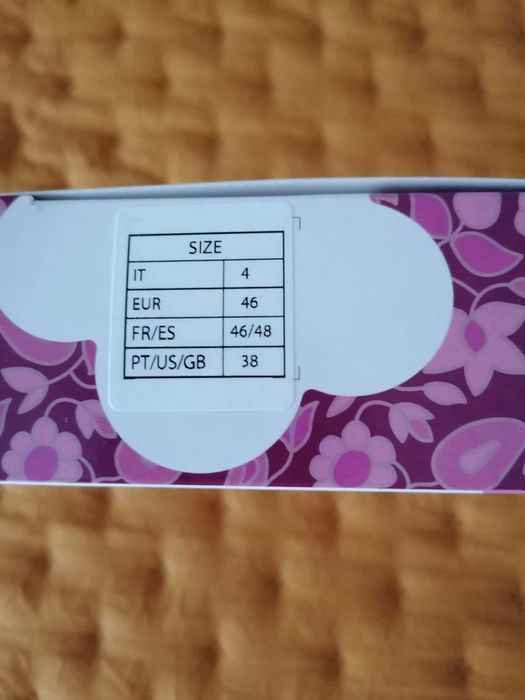 SIZE
IT 4
EUR 46
FR/ES 46/48
PT/US/GB 38